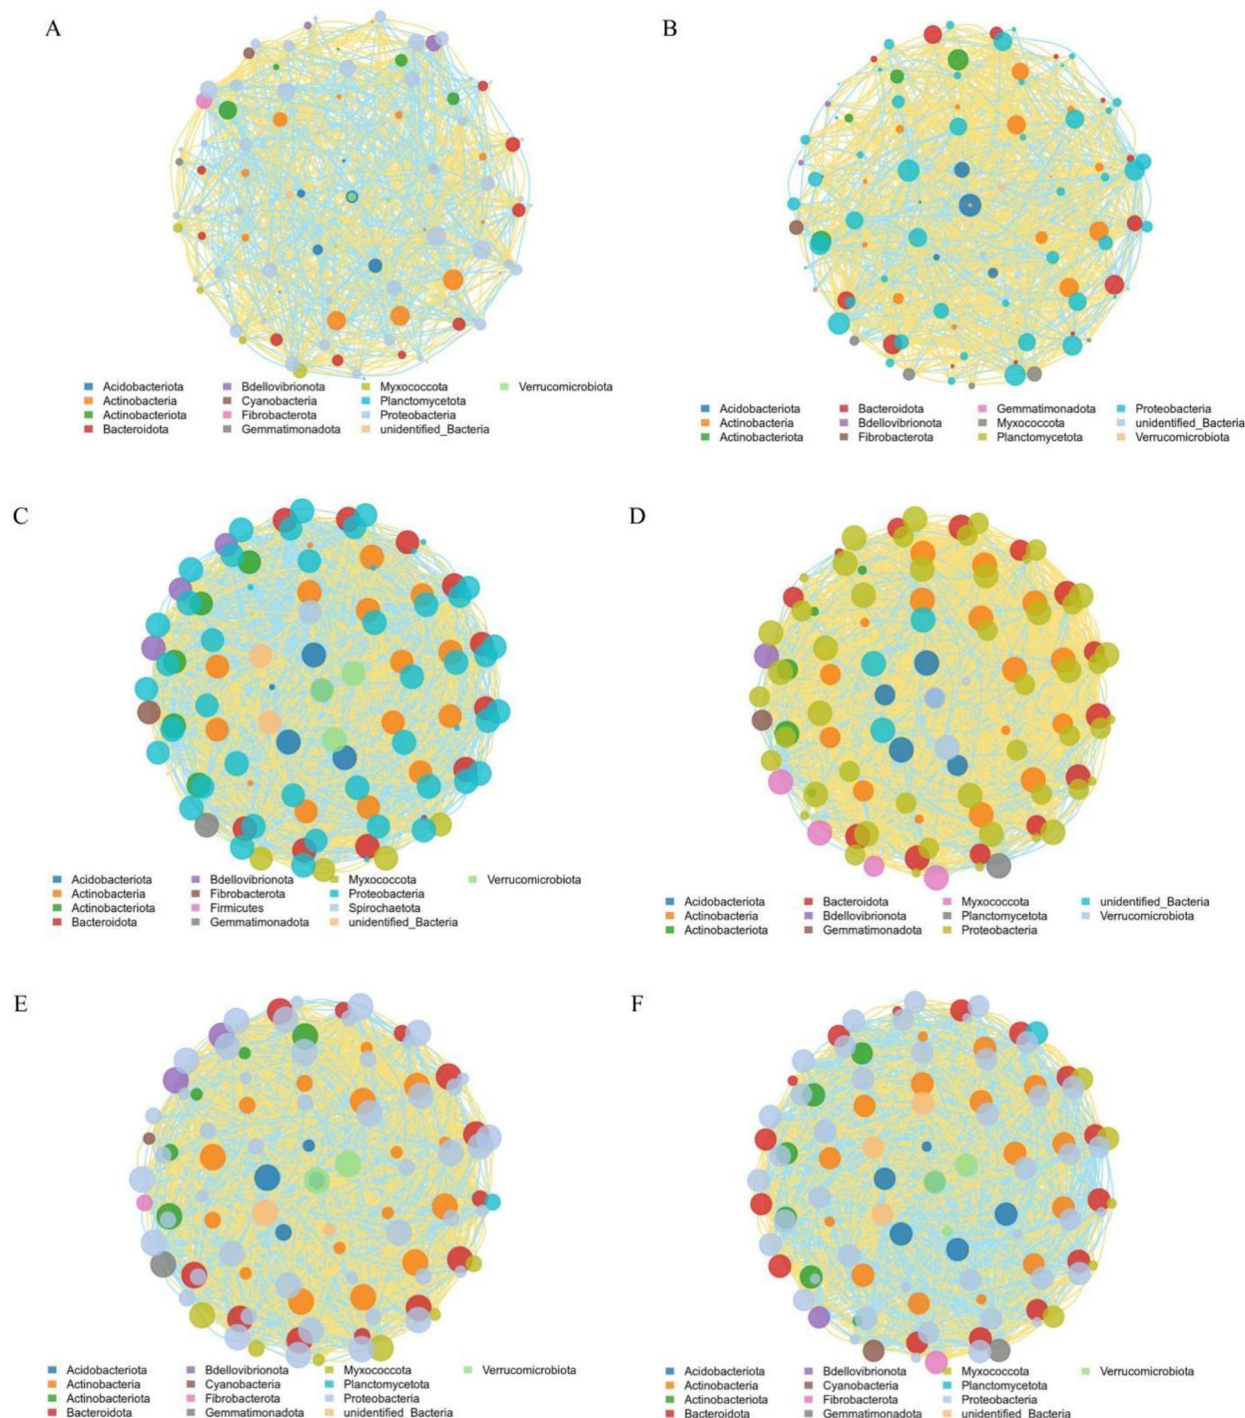 A
B
Acidobacteriota Bdellovibrionota Myxococcota Verrucomicrobiota
Actinobacteria Cyanobacteria Planctomycetota
Actinobacteriota Fibrobacterota Proteobacteria
Bacteroidota Gemmatimonadota unidentified_Bacteria
Acidobacteriota Bacteroidota Gemmatimonadota Proteobacteria
Actinobacteria Bdellovibrionota Myxococcota unidentified_Bacteria
Actinobacteriota Fibrobacterota Planctomycetota Verrucomicrobiota
C
D
Acidobacteriota Bdellovibrionota Myxococcota Verrucomicrobiota
Actinobacteria Fibrobacterota Proteobacteria
Actinobacteriota Firmicutes Spirochaetota
Bacteroidota Gemmatimonadota unidentified_Bacteria
Acidobacteriota Bacteroidota Myxococcota unidentified_Bacteria
Actinobacteria Bdellovibrionota Planctomycetota Verrucomicrobiota
Actinobacteriota Gemmatimonadota Proteobacteria
E
F
Acidobacteriota Bdellovibrionota Myxococcota Verrucomicrobiota
Actinobacteria Cyanobacteria Planctomycetota
Actinobacteriota Fibrobacterota Proteobacteria
Bacteroidota Gemmatimonadota unidentified_Bacteria
Acidobacteriota Bdellovibrionota Myxococcota Verrucomicrobiota
Actinobacteria Cyanobacteria Planctomycetota
Actinobacteriota Fibrobacterota Proteobacteria
Bacteroidota Gemmatimonadota unidentified_Bacteria